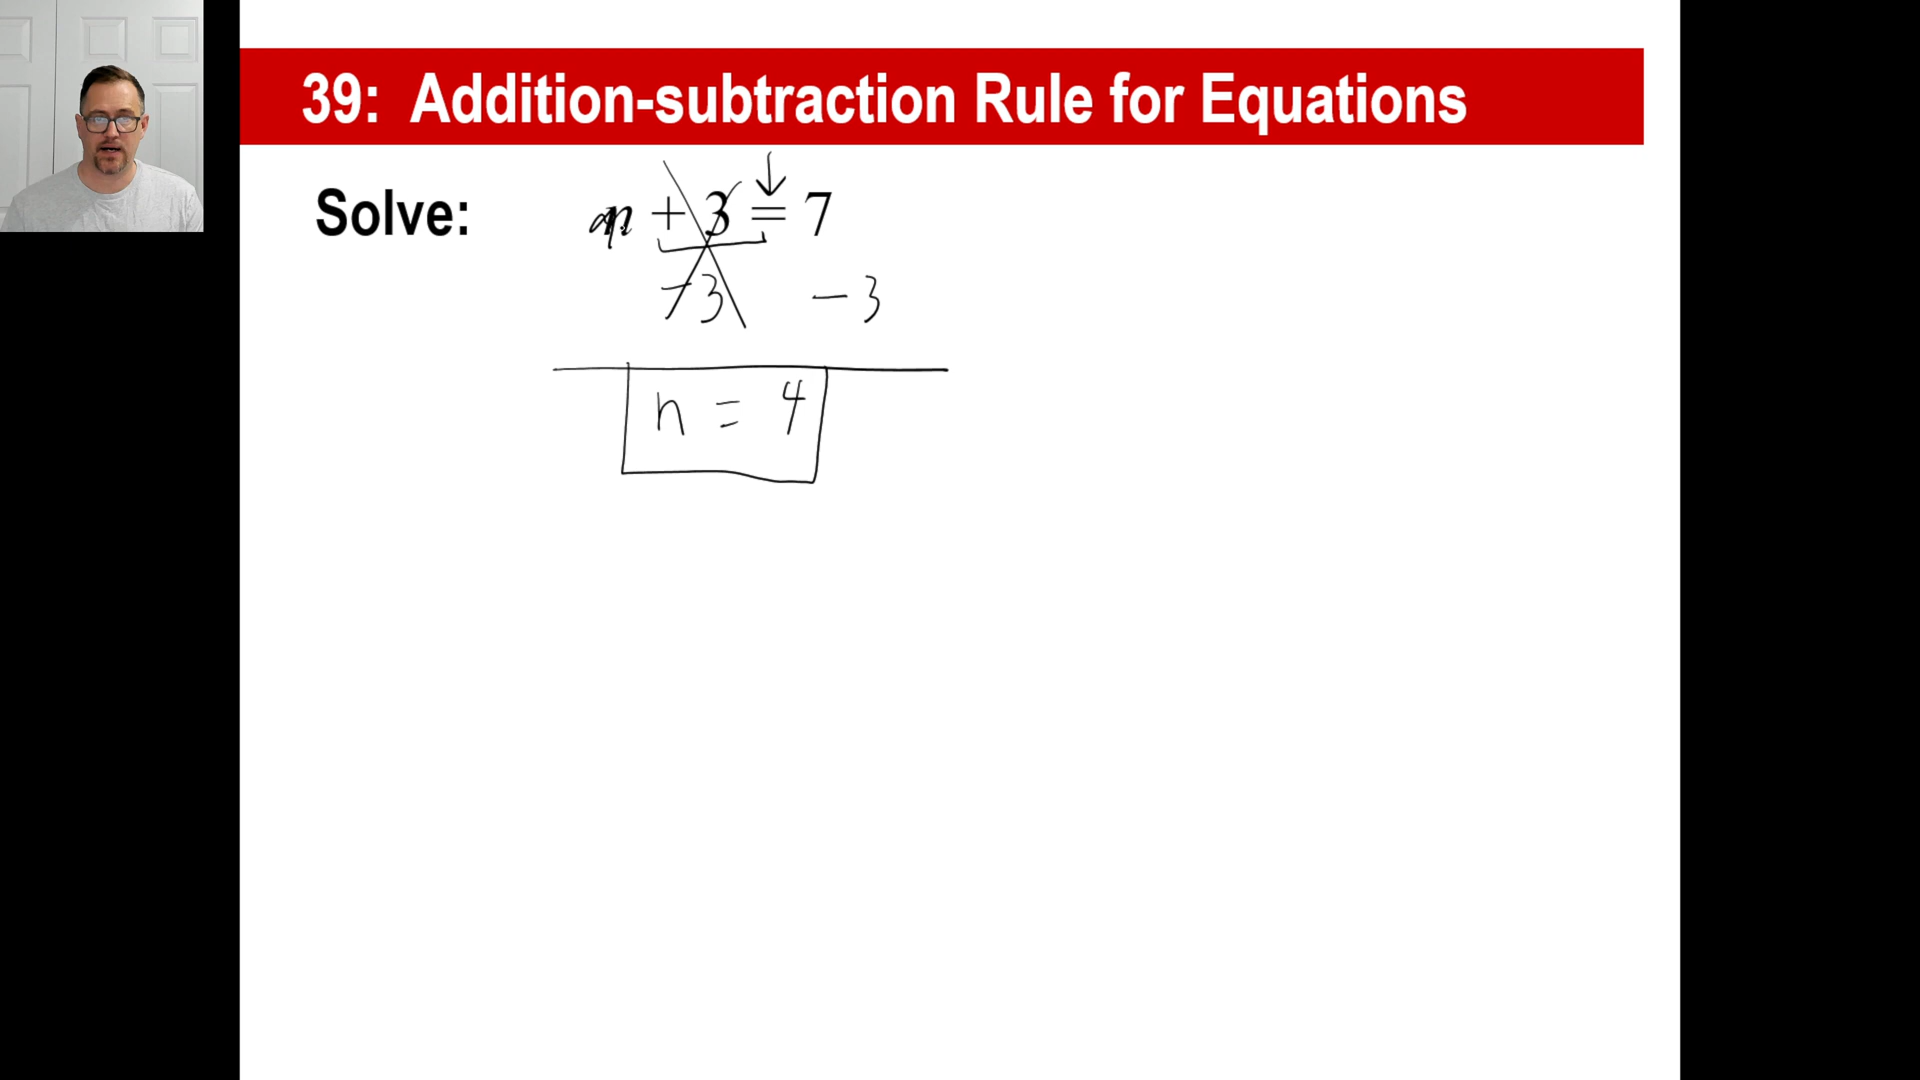 39: Addition-subtraction Rule for Equations
Solve: n + 3 = 7
-3 -3
n = 4